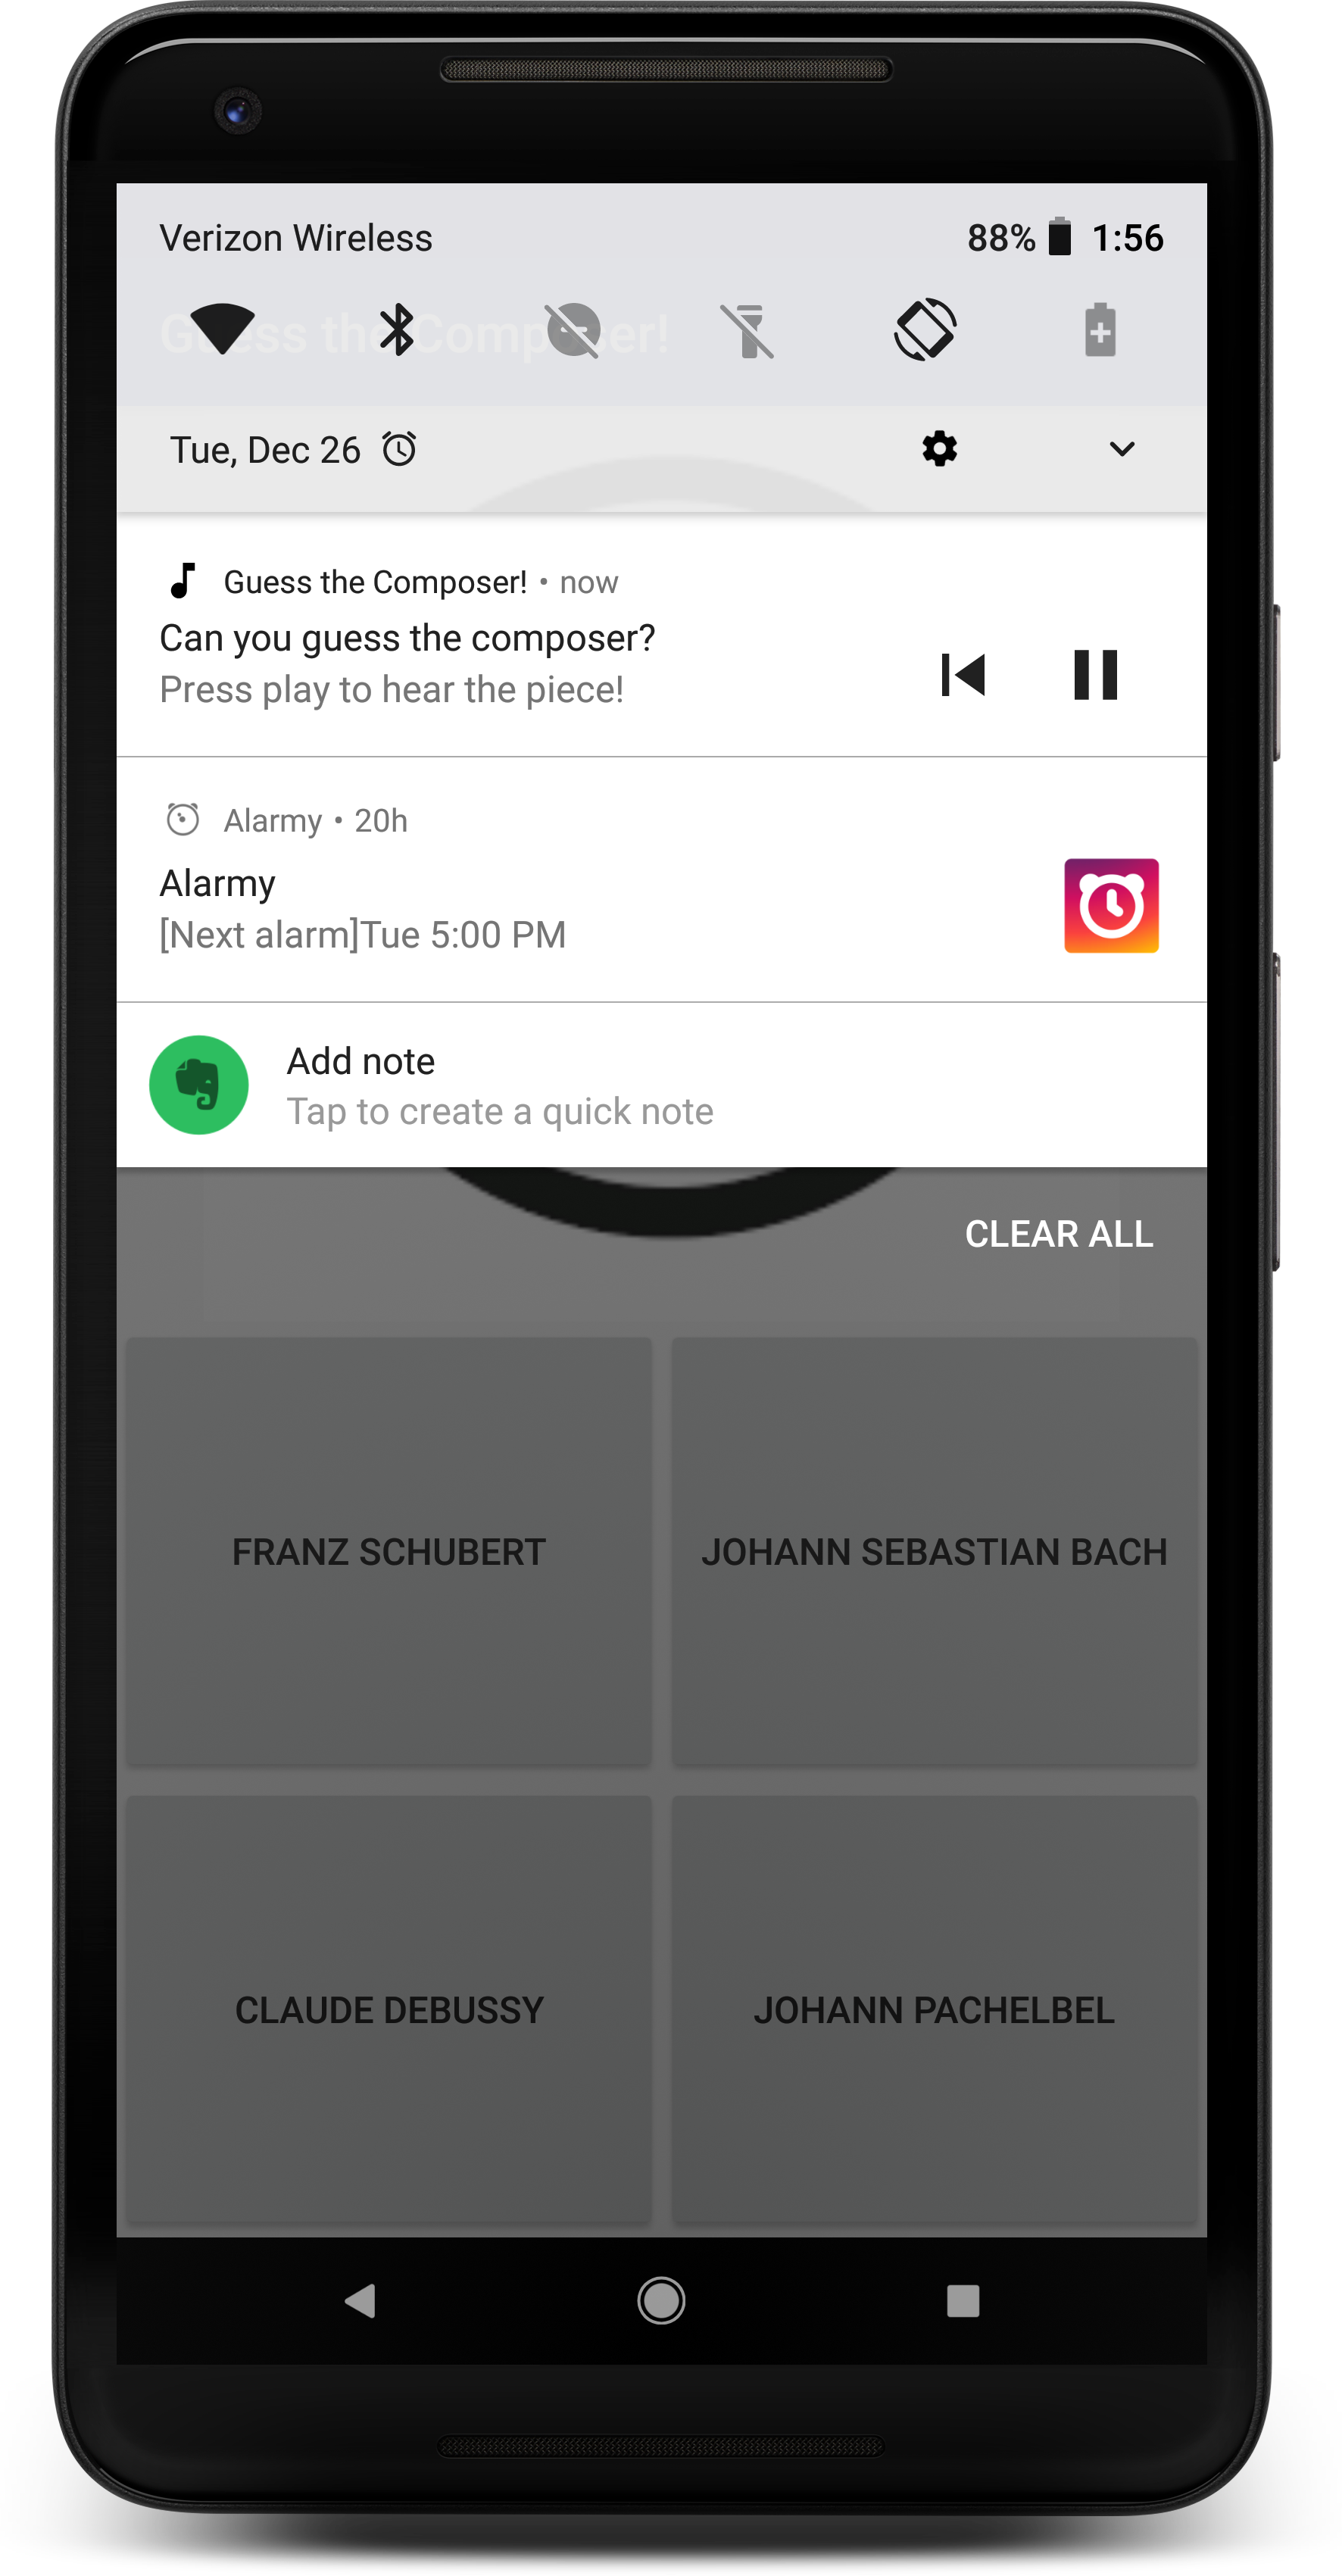 Verizon Wireless 88% 1:56
Guess the Composer!
Tue, Dec 26
Guess the Composer! • now
Can you guess the composer?
Press play to hear the piece!
Alarmy • 20h
Alarmy
[Next alarm]Tue 5:00 PM
Add note
Tap to create a quick note
CLEAR ALL
FRANZ SCHUBERT
JOHANN SEBASTIAN BACH
CLAUDE DEBUSSY
JOHANN PACHELBEL